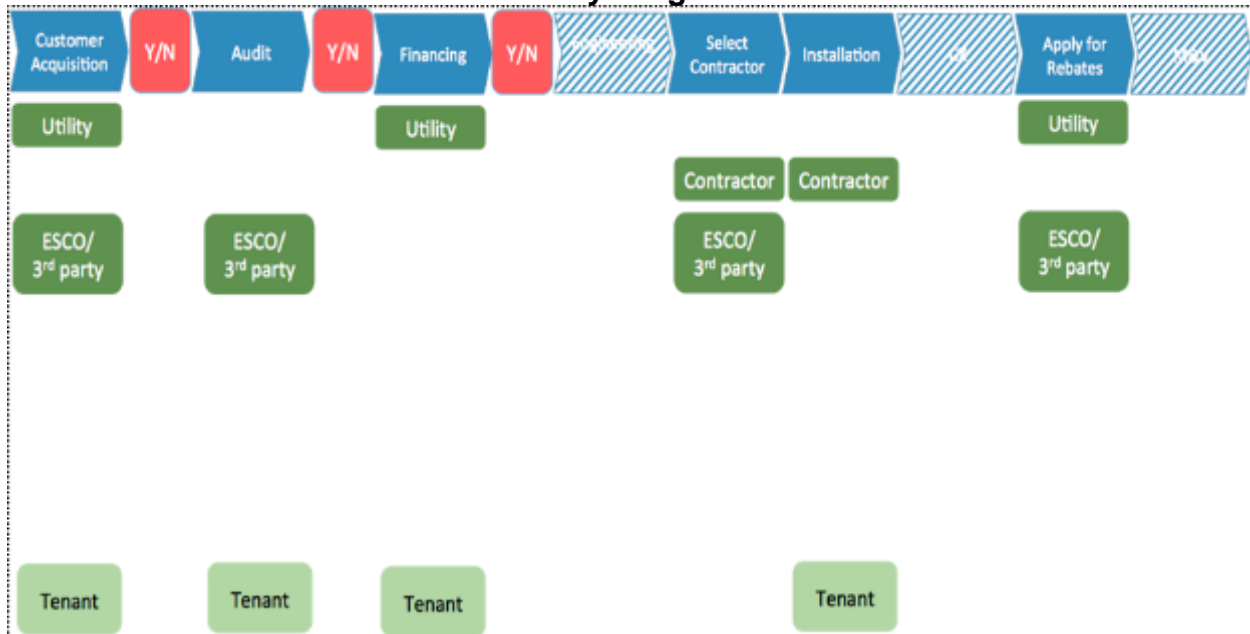 Customer
Acquisition
Y/N
Audit
Y/N
Financing
Y/N
Engineering
Select
Contractor
Installation
Apply for
Rebates
Utility
Utility
Utility
Contractor
Contractor
ESCO/
3rd party
ESCO/
3rd party
ESCO/
3rd party
ESCO/
3rd party
Tenant
Tenant
Tenant
Tenant